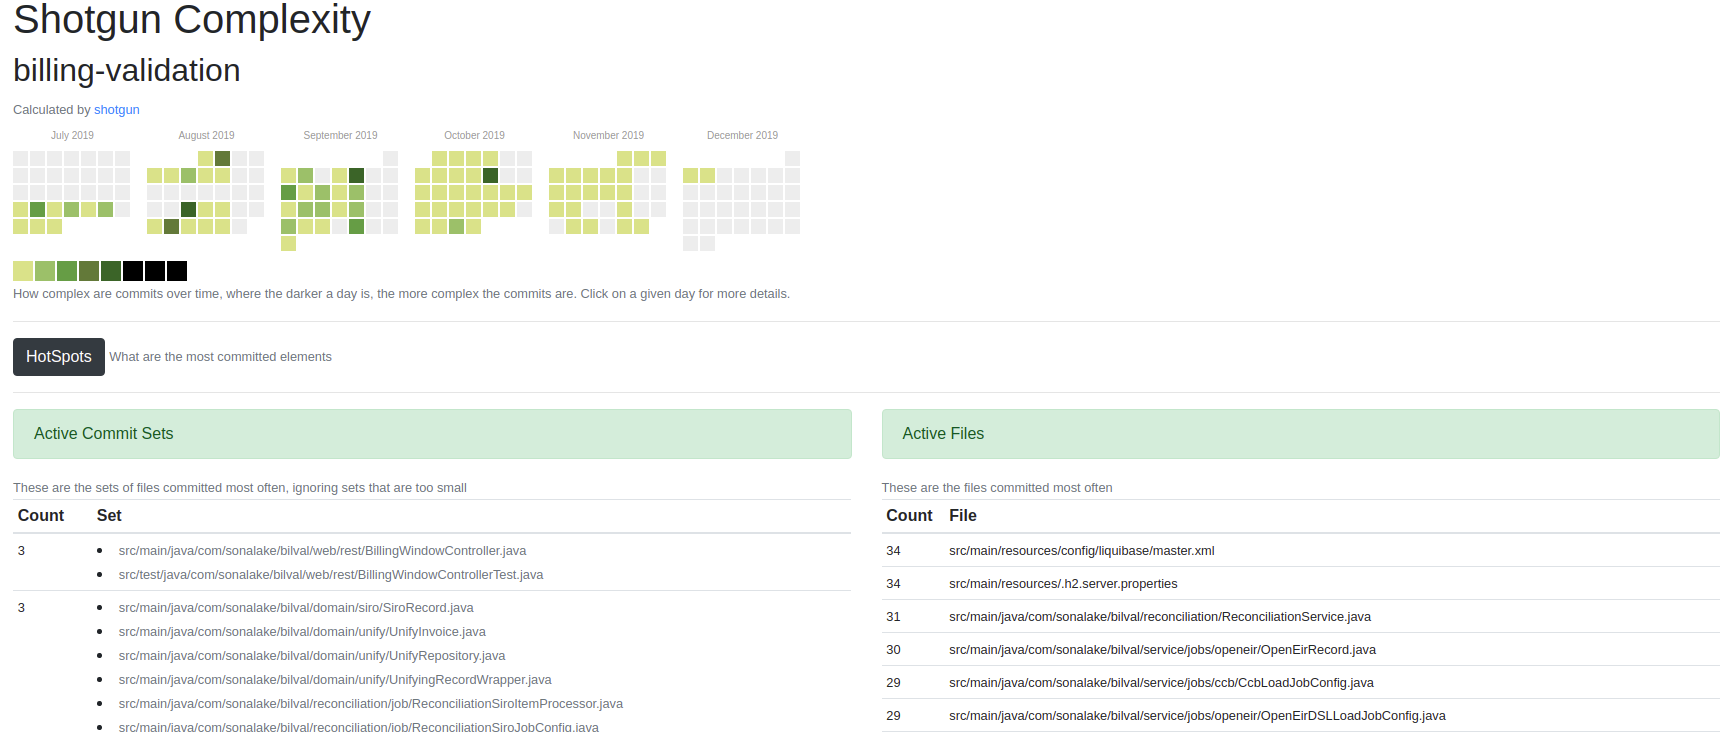 Shotgun Complexity
billing-validation
Calculated by shotgun
July 2019
August 2019
September 2019
October 2019
November 2019
December 2019
How complex are commits over time, where the darker a day is, the more complex the commits are. Click on a given day for more details.
HotSpots What are the most committed elements
Active Commit Sets
These are the sets of files committed most often, ignoring sets that are too small
Count Set
3 src/main/java/com/sonalake/bilval/web/rest/BillingWindowController.java
src/test/java/com/sonalake/bilval/web/rest/BillingWindowControllerTest.java
3 src/main/java/com/sonalake/bilval/domain/siro/SiroRecord.java
src/main/java/com/sonalake/bilval/domain/unify/UnifyInvoice.java
src/main/java/com/sonalake/bilval/domain/unify/UnifyRepository.java
src/main/java/com/sonalake/bilval/domain/unify/UnifyingRecordWrapper.java
src/main/java/com/sonalake/bilval/reconciliation/job/ReconciliationSiroItemProcessor.java
src/main/java/com/sonalake/bilval/reconciliation/job/ReconciliationSiroJobConfig.java
Active Files
These are the files committed most often
Count File
34 src/main/resources/config/liquibase/master.xml
34 src/main/resources/.h2.server.properties
31 src/main/java/com/sonalake/bilval/reconciliation/ReconciliationService.java
30 src/main/java/com/sonalake/bilval/service/jobs/openeir/OpenEirRecord.java
29 src/main/java/com/sonalake/bilval/service/jobs/ccb/CcbLoadJobConfig.java
29 src/main/java/com/sonalake/bilval/service/jobs/openeir/OpenEirDSLLoadJobConfig.java